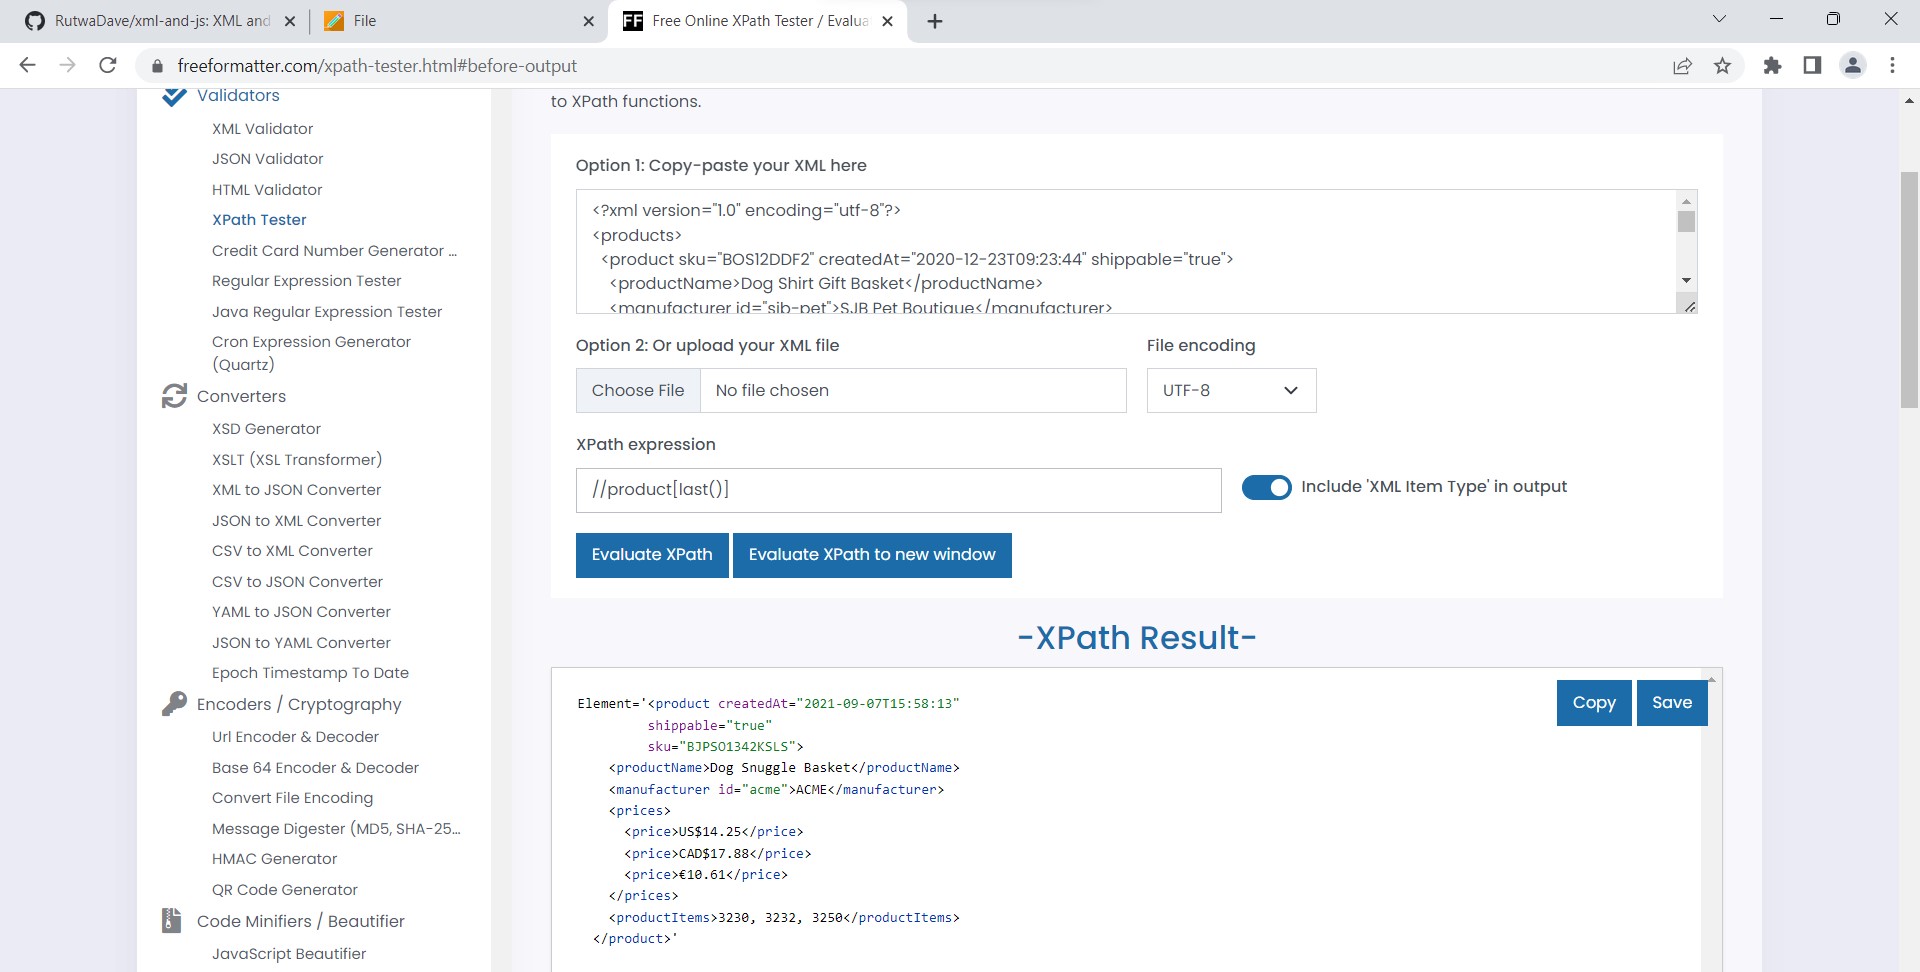 RutwaDave/xml-and-js: XML and
File
Free Online XPath Tester / Evalua
freeformatter.com/xpath-tester.html#before-output
Validators
XML Validator
JSON Validator
HTML Validator
XPath Tester
Credit Card Number Generator ...
Regular Expression Tester
Java Regular Expression Tester
Cron Expression Generator
(Quartz)
Converters
XSD Generator
XSLT (XSL Transformer)
XML to JSON Converter
JSON to XML Converter
CSV to XML Converter
CSV to JSON Converter
YAML to JSON Converter
JSON to YAML Converter
Epoch Timestamp To Date
Encoders / Cryptography
Url Encoder & Decoder
Base 64 Encoder & Decoder
Convert File Encoding
Message Digester (MD5, SHA-25...
HMAC Generator
QR Code Generator
Code Minifiers / Beautifier
JavaScript Beautifier
to XPath functions.
Option 1: Copy-paste your XML here
<?xml version="1.0" encoding="utf-8"?>
<products>
<product sku="BOS12DDF2" createdAt="2020-12-23T09:23:44" shippable="true">
<productName>Dog Shirt Gift Basket</productName>
<manufacturer id="sjb-pet">SJB Pet Boutique</manufacturer>
Option 2: Or upload your XML file
File encoding
Choose File
No file chosen
UTF-8
XPath expression
//product[last()]
Include 'XML Item Type' in output
Evaluate XPath
Evaluate XPath to new window
-XPath Result-
Copy
Save
Element='<product createdAt="2021-09-07T15:58:13"
shippable="true"
sku="BJPSO1342KSLS">
<productName>Dog Snuggle Basket</productName>
<manufacturer id="acme">ACME</manufacturer>
<prices>
<price>US$14.25</price>
<price>CAD$17.88</price>
<price>€10.61</price>
</prices>
<productItems>3230, 3232, 3250</productItems>
</product>'